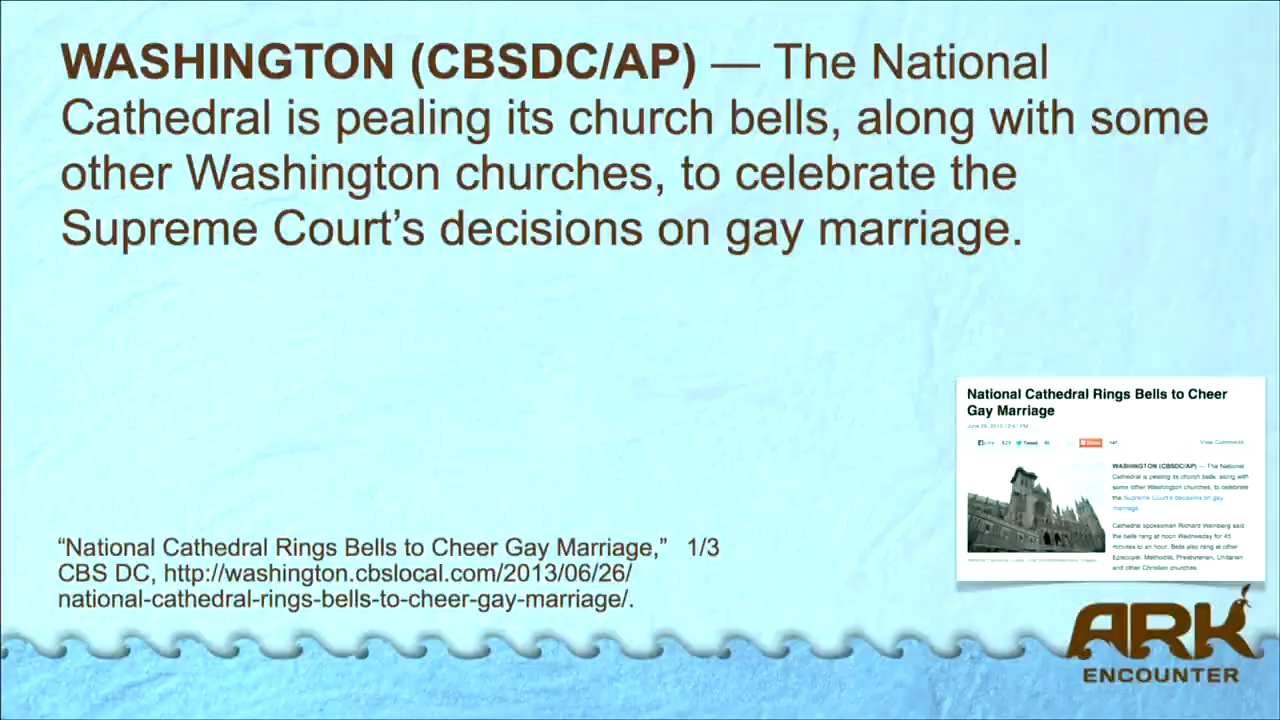 WASHINGTON (CBSDC/AP) — The National
Cathedral is pealing its church bells, along with some
other Washington churches, to celebrate the
Supreme Court’s decisions on gay marriage.
National Cathedral Rings Bells to Cheer
Gay Marriage
View Comments
WASHINGTON (CBSDC/AP) — The National
Cathedral is pealing its church bells, along with
some other Washington churches, to celebrate
the Supreme Court's decisions on gay
marriage.
Cathedral spokesman Richard Weinberg said
the bells rang at noon Wednesday for 45
minutes to an hour. Bells also rang at other
Episcopal, Methodist, Presbyterian, Unitarian
and other Christian churches.
“National Cathedral Rings Bells to Cheer Gay Marriage,” 1/3
CBS DC, http://washington.cbslocal.com/2013/06/26/
national-cathedral-rings-bells-to-cheer-gay-marriage/.
ARK
ENCOUNTER